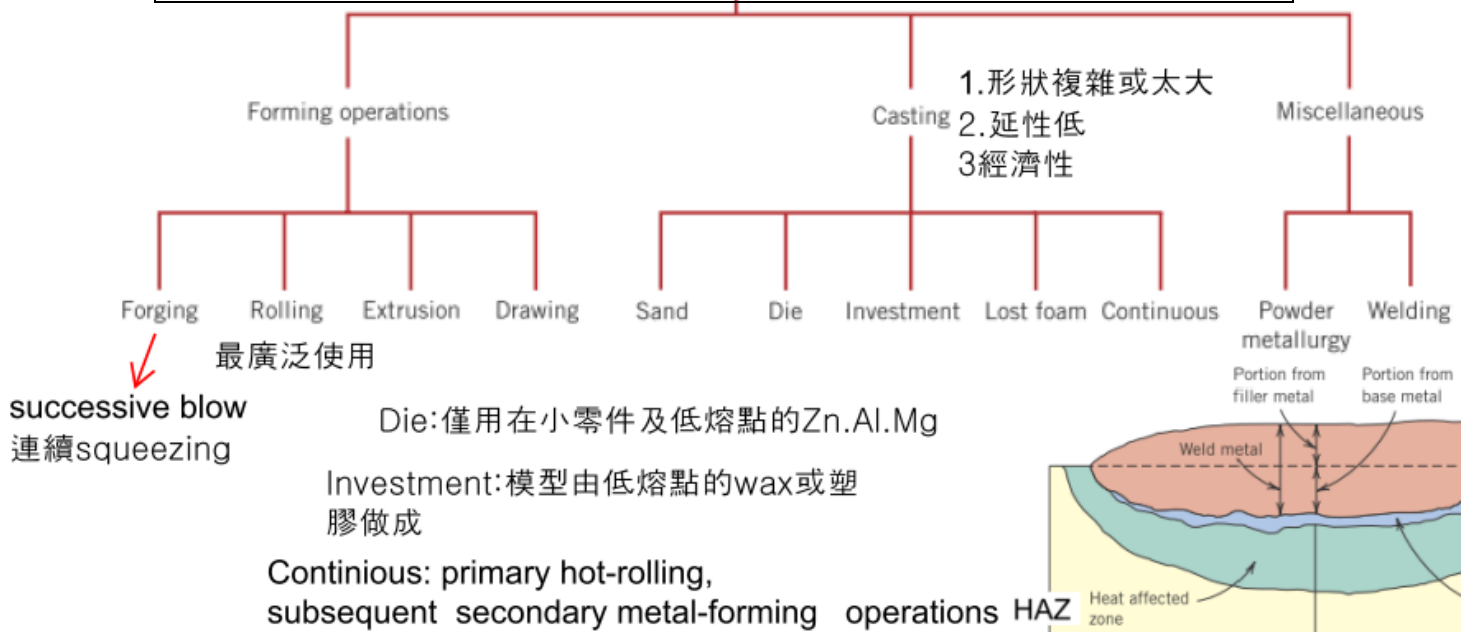 Forming operations
Casting
1.形狀複雜或太大
2.延性低
3經濟性
Miscellaneous
Forging
Rolling
Extrusion
Drawing
Sand
Die
Investment
Lost foam
Continuous
Powder
metallurgy
Welding
最廣泛使用
successive blow
連續squeezing
Die:僅用在小零件及低熔點的Zn.Al.Mg
Investment:模型由低熔點的wax或塑
膠做成
Continious: primary hot-rolling,
subsequent secondary metal-forming operations
Portion from
filler metal
Portion from
base metal
Weld metal
HAZ
Heat affected
zone